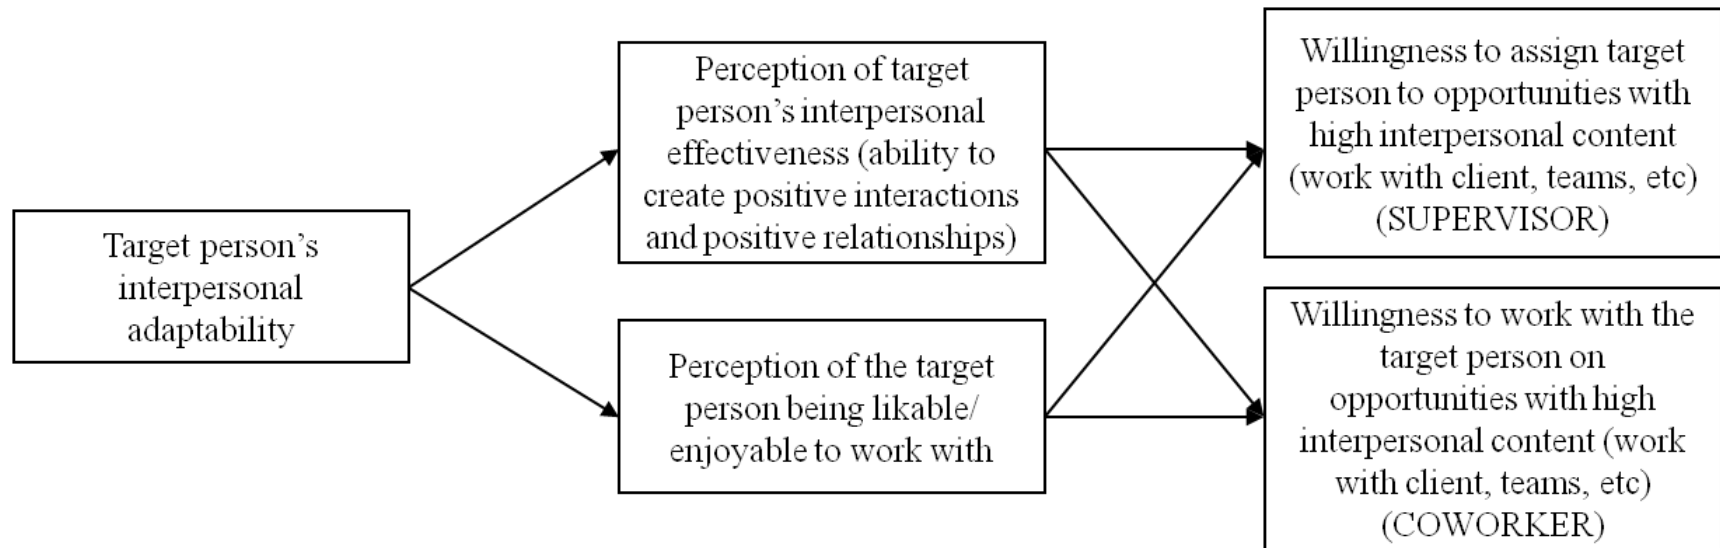 Target person’s
interpersonal
adaptability
Perception of target
person’s interpersonal
effectiveness (ability to
create positive interactions
and positive relationships)
Perception of the target
person being likable/
enjoyable to work with
Willingness to assign target
person to opportunities with
high interpersonal content
(work with client, teams, etc)
(SUPERVISOR)
Willingness to work with the
target person on
opportunities with high
interpersonal content (work
with client, teams, etc)
(COWORKER)